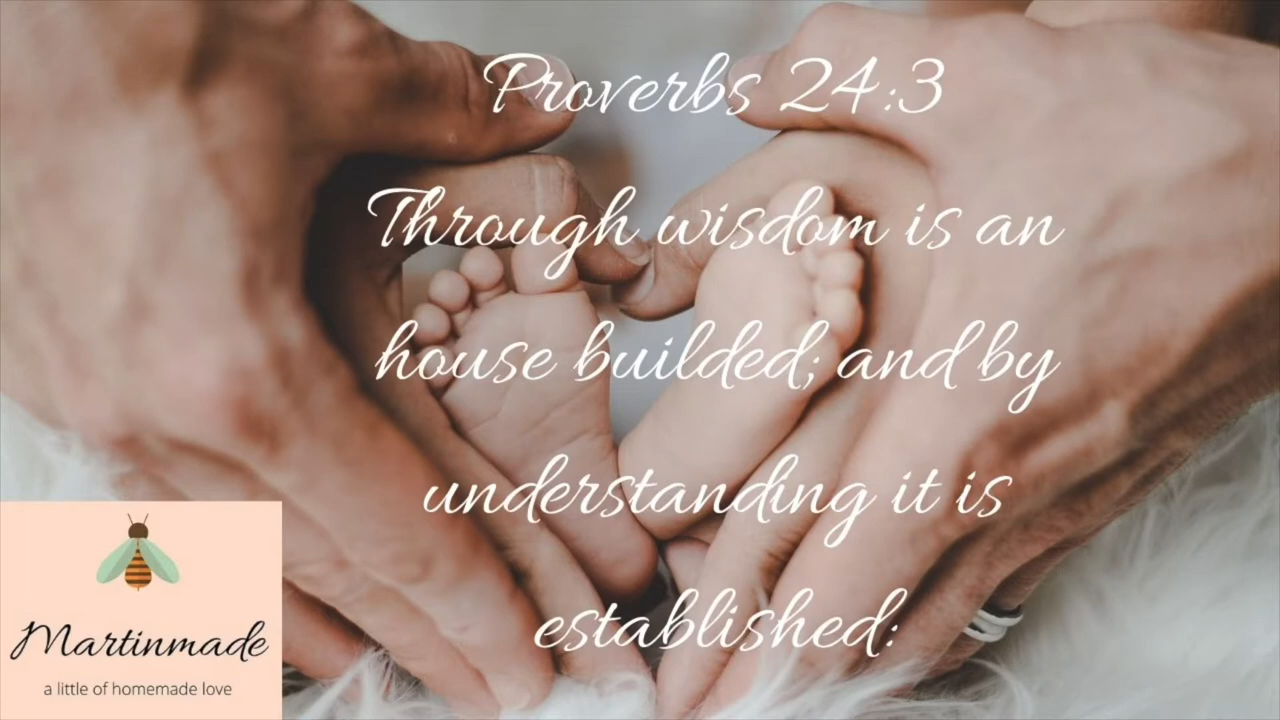 Proverbs 24:3
Through wisdom is an
house builded; and by
understanding it is
established:
Martinmade
a little of homemade love